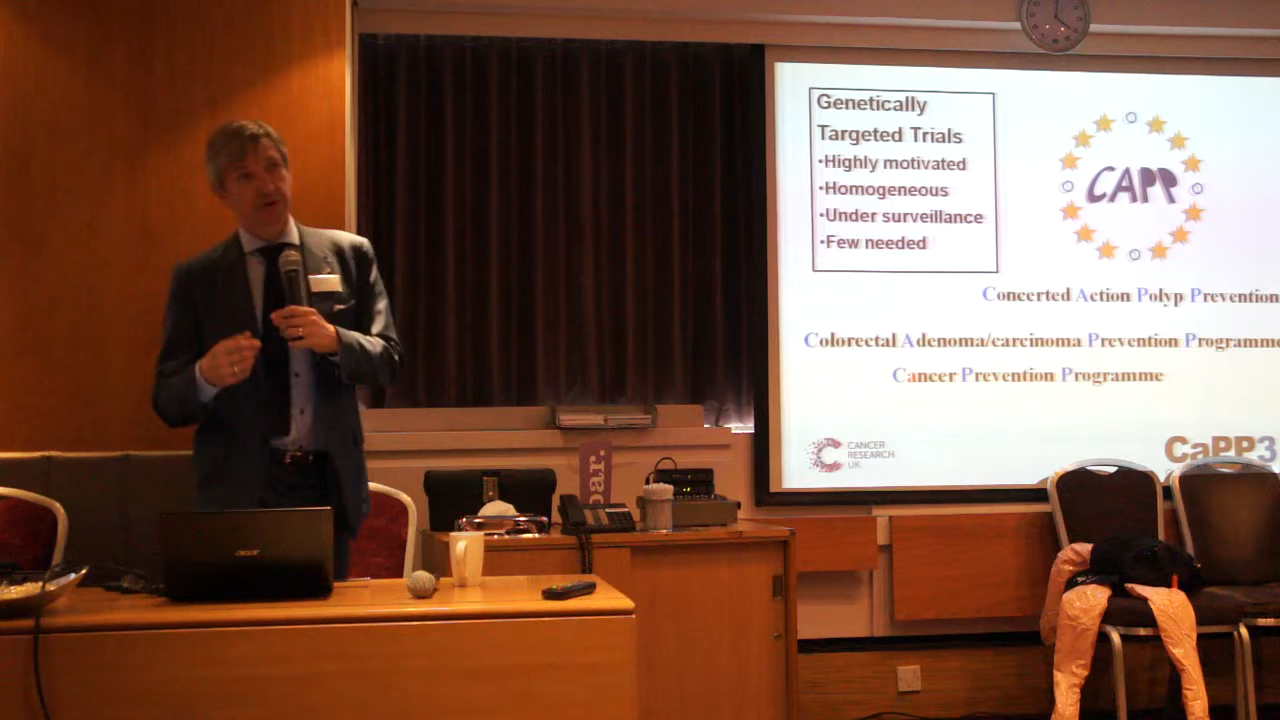 Genetically
Targeted Trials
•Highly motivated
•Homogeneous
•Under surveillance
•Few needed
CAPP
Concerted Action Polyp Prevention
Colorectal Adenoma/carcinoma Prevention Programme
Cancer Prevention Programme
CANCER
RESEARCH
UK
CaPP3
bar.
acer